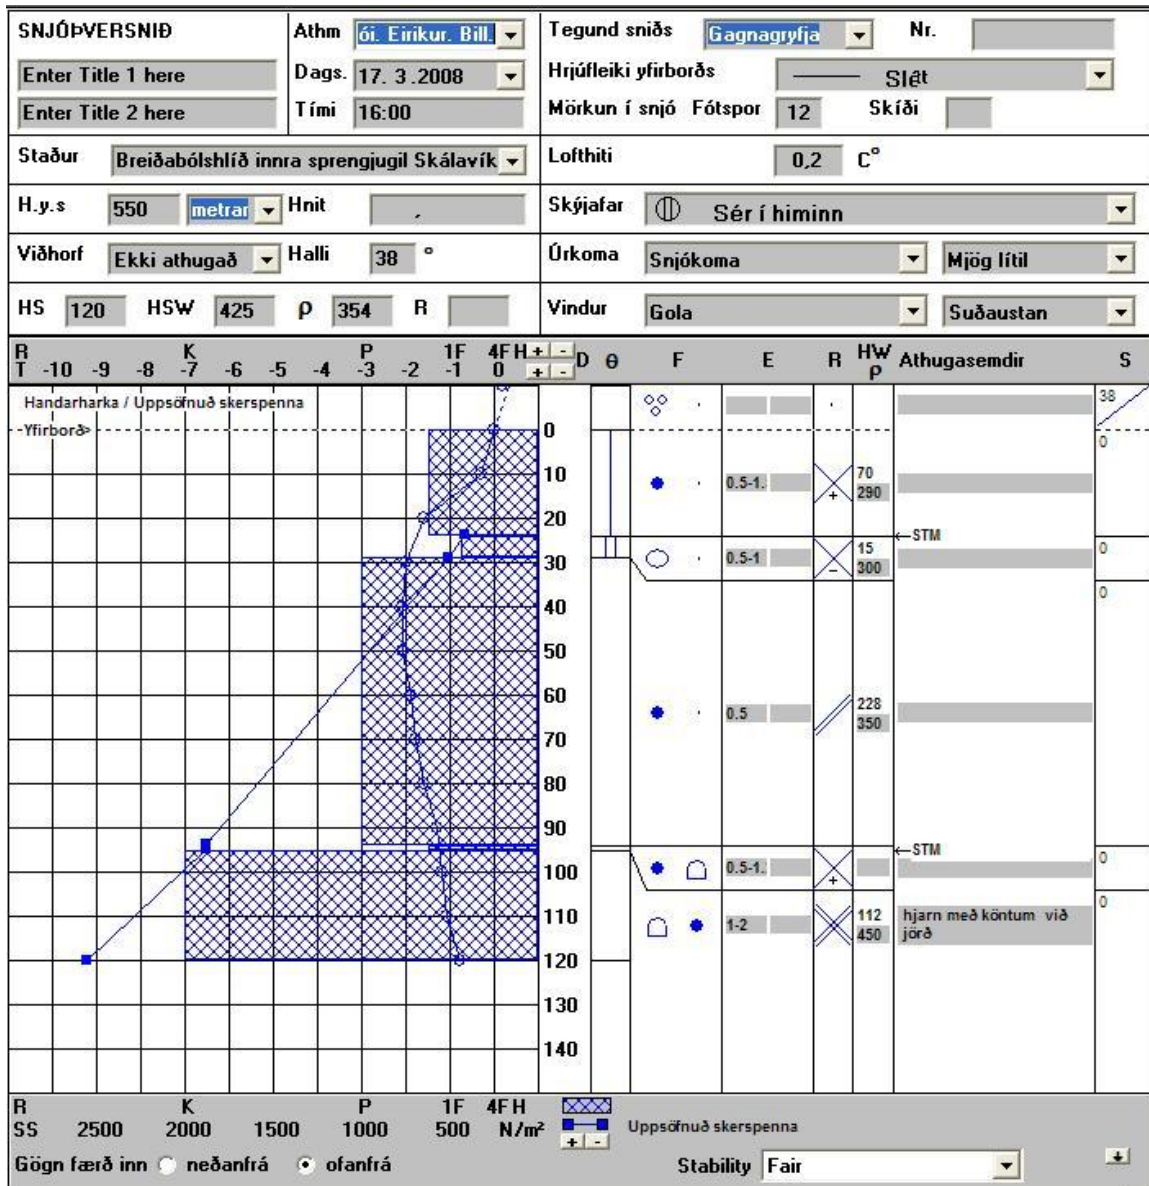 SNJÓÞVERSNIÐ Athm ói. Eirikur. Bill. Tegund sniðs Gagnagryfja Nr.
Enter Title 1 here Dags. 17. 3 .2008 Hrjúfleiki yfirborðs Slét
Enter Title 2 here Tími 16:00 Mörkun í snjó Fótspor 12 Skíði
Staður Breiðabólshlíð innra sprengjugil Skálavík Lofthiti 0,2 C°
H.y.s 550 metrar Hnit , Skýjafar Sér í himinn
Viðhorf Ekki athugað Halli 38 ° Úrkoma Snjókoma Mjög lítil
HS 120 HSW 425 ρ 354 R Vindur Gola Suðaustan
R K P 1F 4F H + - D θ F E R HW ρ Athugasemdir S
T -10 -9 -8 -7 -6 -5 -4 -3 -2 -1 0 + -
Handarharka / Uppsöfnuð skerspenna 38
Yfirborð> 0 0
10 0.5-1. + 70 290
20
←STM
30 0.5-1 - 15 300 0
40 0
50
60 0.5 228 350
70
80
90
←STM
100 0.5-1. + 0
110 1-2 112 450 hjarn með köntum við jörð 0
120
130
140
R K P 1F 4F H
SS 2500 2000 1500 1000 500 N/m² + - Uppsöfnuð skerspenna
Gögn færð inn neðanfrá ofanfrá Stability Fair